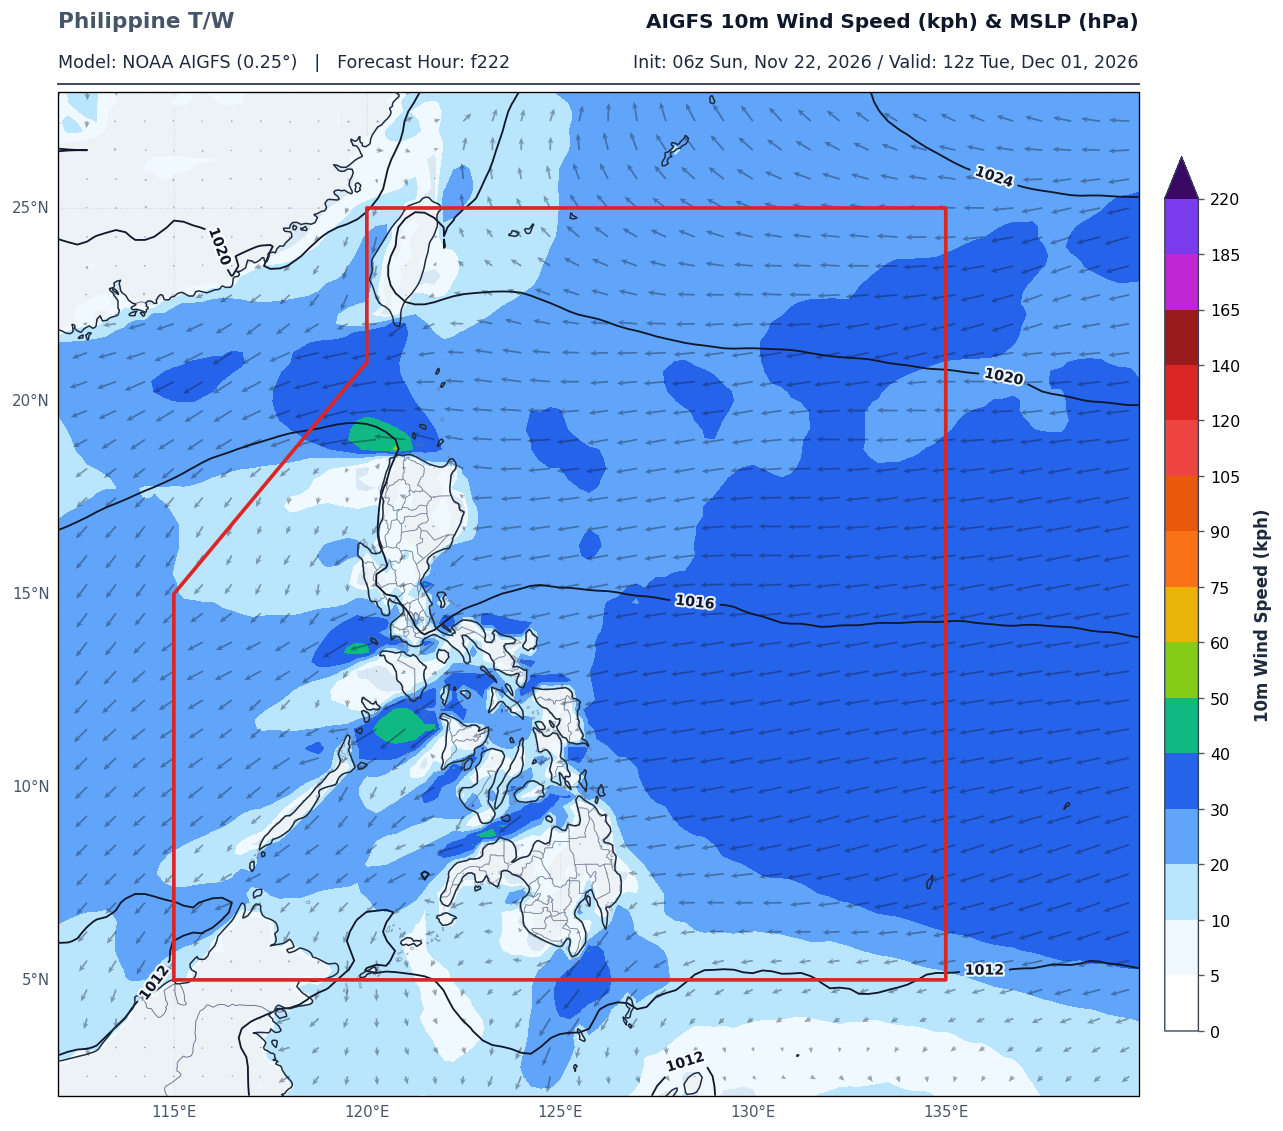 Philippine T/W
AIGFS 10m Wind Speed (kph) & MSLP (hPa)
Model: NOAA AIGFS (0.25°) | Forecast Hour: f222
Init: 06z Sun, Nov 22, 2026 / Valid: 12z Tue, Dec 01, 2026
1024
25°N
1020
1020
20°N
15°N
1016
10°N
5°N
1012
1012
1012
115°E
120°E
125°E
130°E
135°E
220
185
165
140
120
105
90
75
60
50
40
30
20
10
5
0
10m Wind Speed (kph)